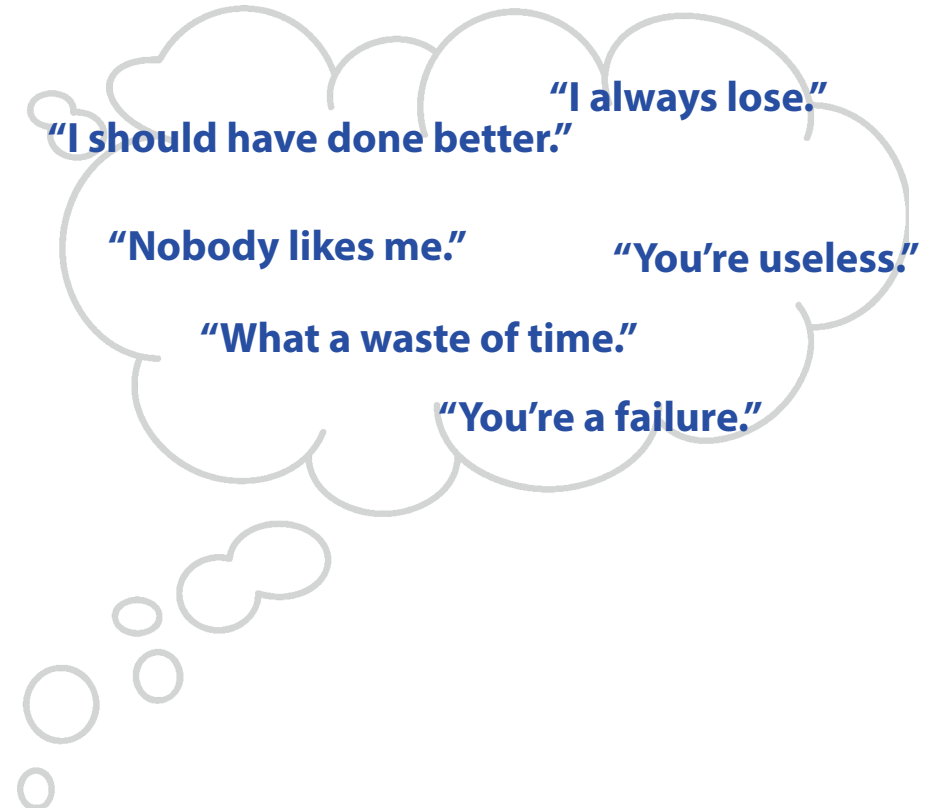 “I always lose.”
“I should have done better.”
“Nobody likes me.”
“You’re useless.”
“What a waste of time.”
“You’re a failure.”